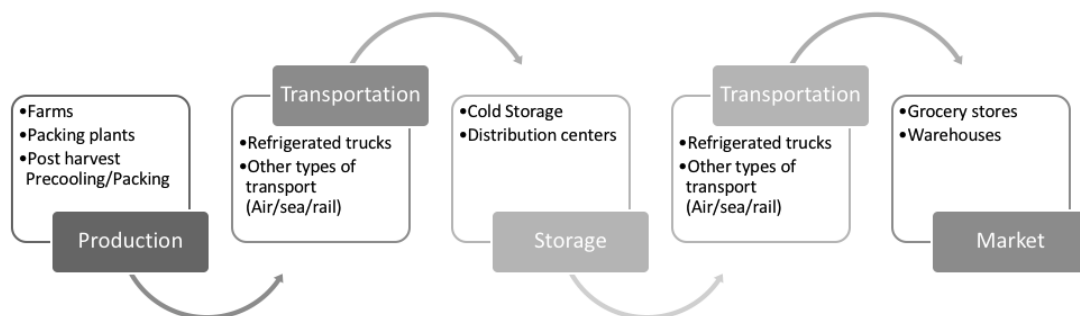 •Farms
•Packing plants
•Post harvest
Precooling/Packing
Production
Transportation
•Refrigerated trucks
•Other types of
transport
(Air/sea/rail)
•Cold Storage
•Distribution centers
Storage
Transportation
•Refrigerated trucks
•Other types of
transport
(Air/sea/rail)
•Grocery stores
•Warehouses
Market